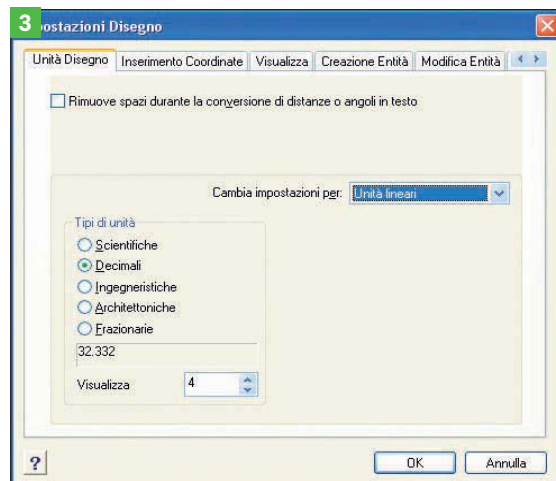 3
postazioni Disegno
Unità Disegno Inserimento Coordinate Visualizza Creazione Entità Modifica Entità
Rimuove spazi durante la conversione di distanze o angoli in testo
Cambia impostazioni per: Unità lineari
Tipi di unità
Scientifiche
Decimali
Ingegneristiche
Architettoniche
Frazionarie
32.332
Visualizza 4
? OK Annulla